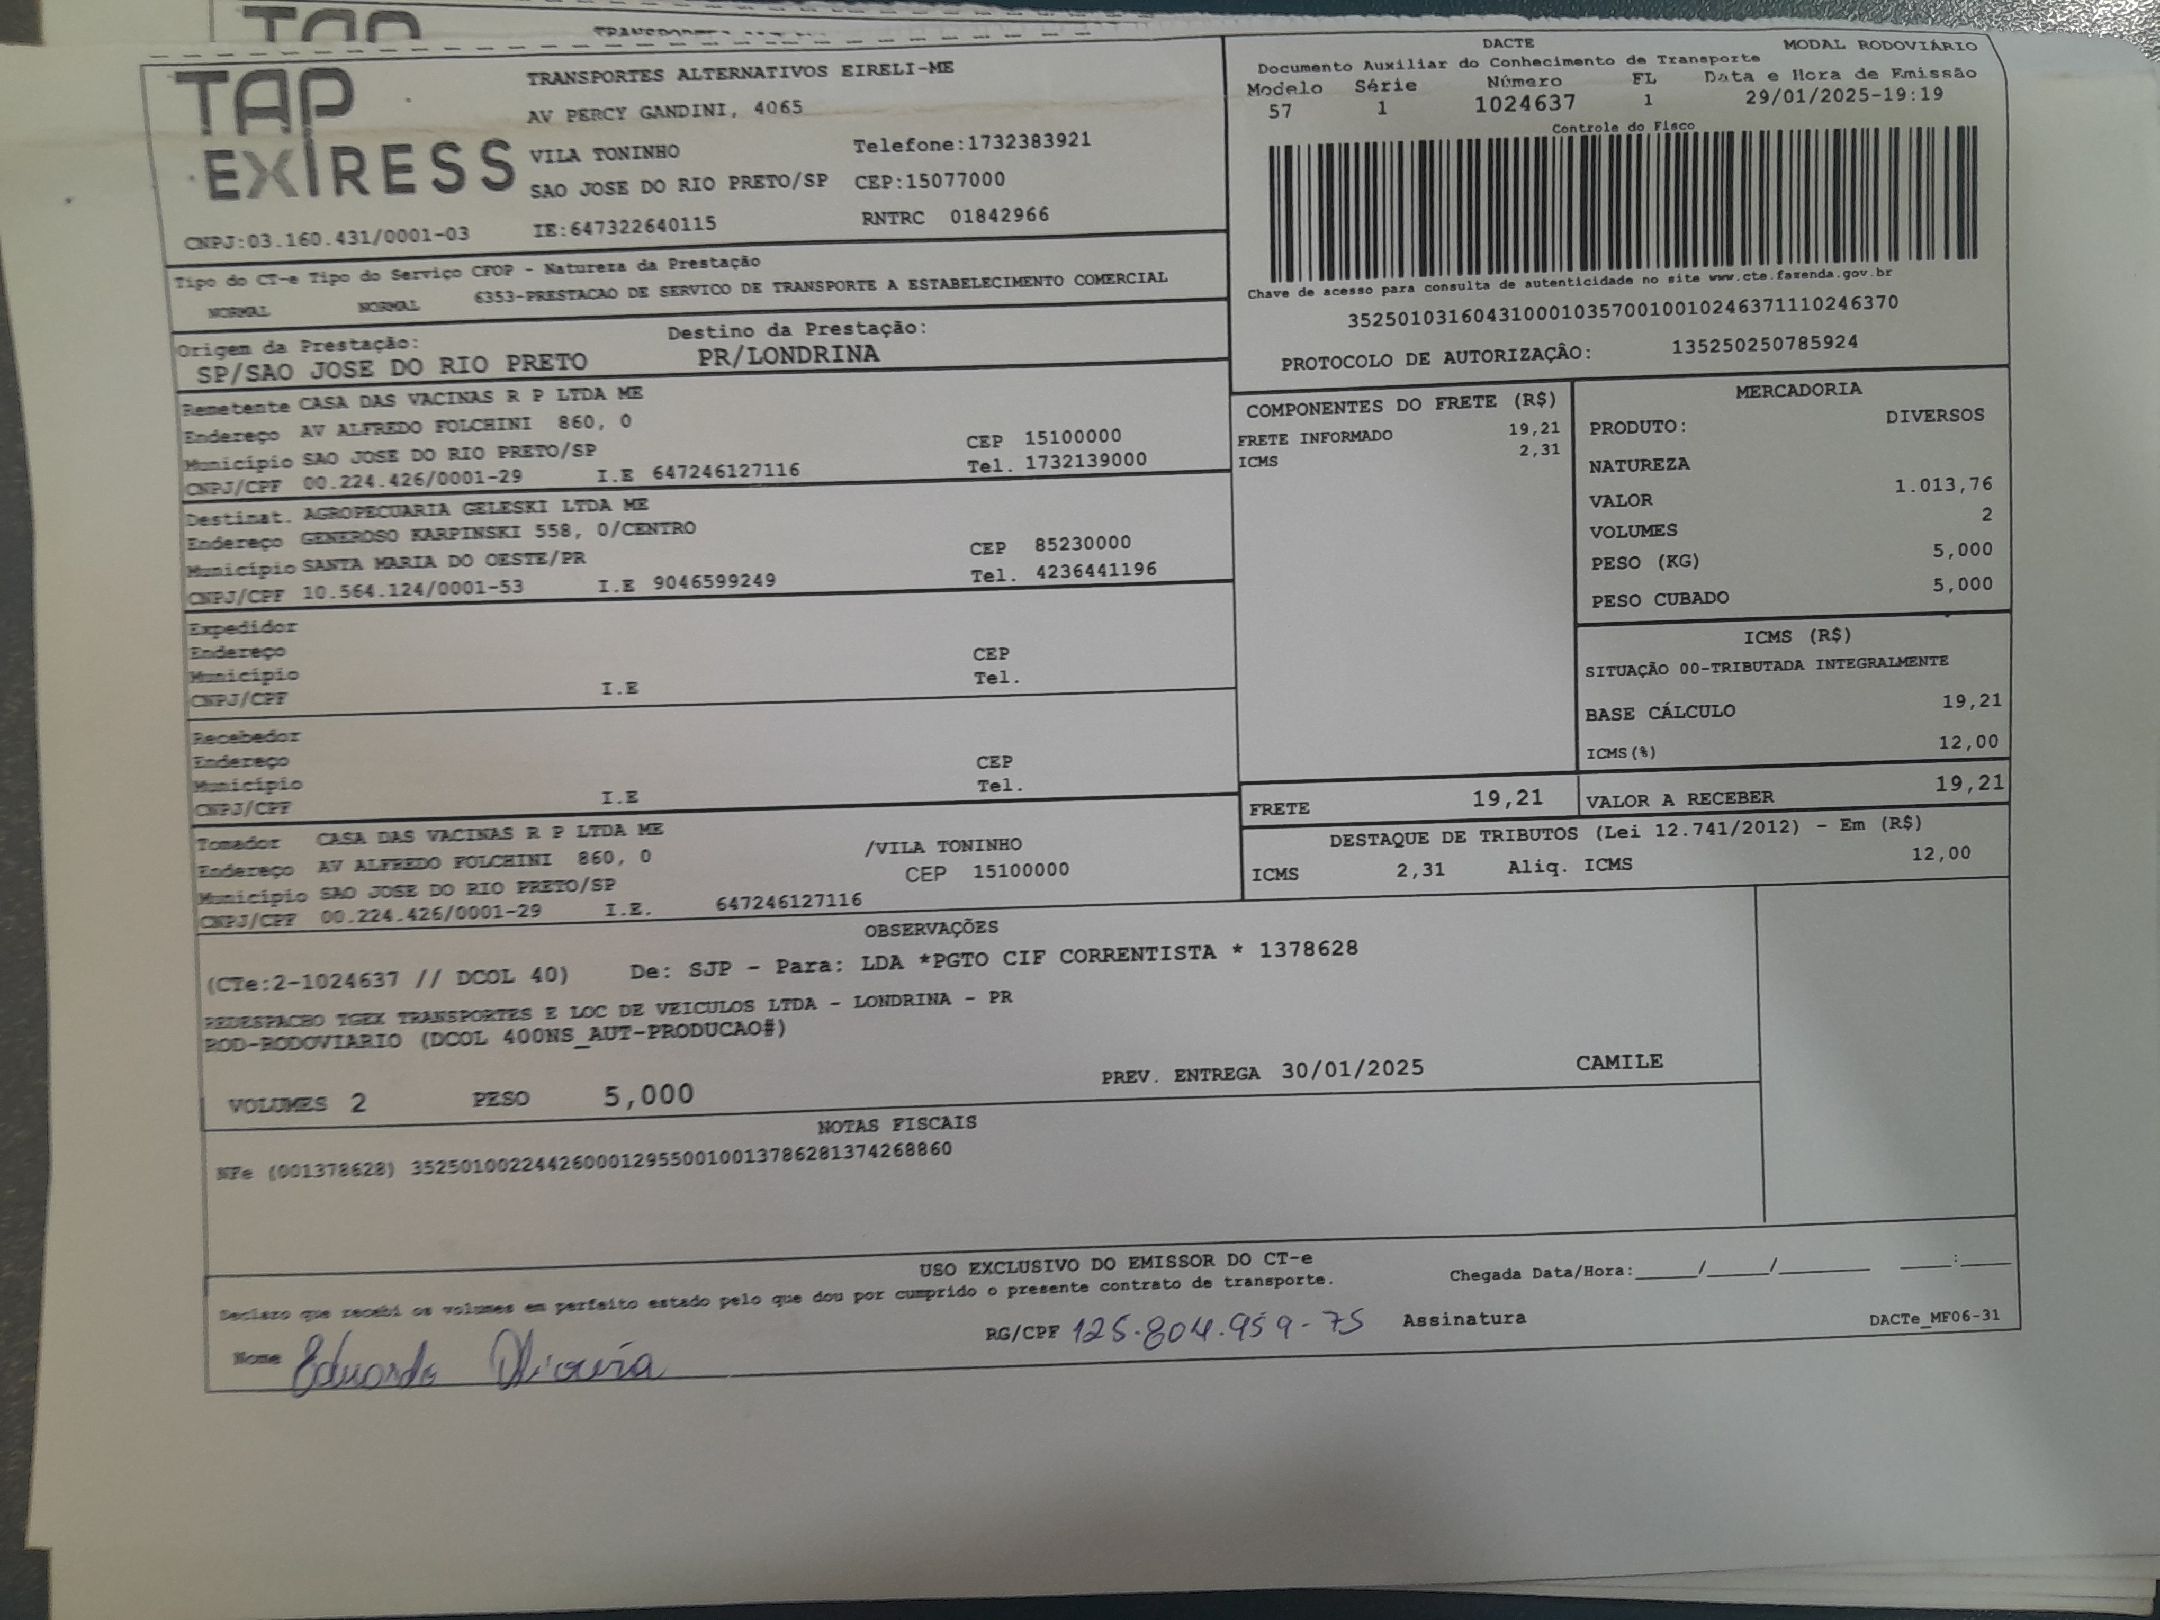 TAP
EXPRESS
TRANSPORTES ALTERNATIVOS EIRELI-ME
AV PERCY GANDINI, 4065
VILA TONINHO Telefone:1732383921
SAO JOSE DO RIO PRETO/SP CEP:15077000
CNPJ:03.160.431/0001-03 IE:647322640115 RNTRC 01842966
DACTE MODAL RODOVIÁRIO
Documento Auxiliar do Conhecimento de Transporte
Modelo Série Número FL Data e Hora de Emissão
57 1 1024637 1 29/01/2025-19:19
Controle do Fisco
Chave de acesso para consulta de autenticidade no site www.cte.fazenda.gov.br
35250103160431000103570010010246371110246370
PROTOCOLO DE AUTORIZAÇÃO: 135250250785924
Tipo do CT-e Tipo do Serviço CFOP - Natureza da Prestação
NORMAL NORMAL 6353-PRESTACAO DE SERVICO DE TRANSPORTE A ESTABELECIMENTO COMERCIAL
Origem da Prestação: Destino da Prestação:
SP/SAO JOSE DO RIO PRETO PR/LONDRINA
Remetente CASA DAS VACINAS R P LTDA ME
Endereço AV ALFREDO FOLCHINI 860, 0
Município SAO JOSE DO RIO PRETO/SP CEP 15100000
CNPJ/CPF 00.224.426/0001-29 I.E 647246127116 Tel. 1732139000
Destinat. AGROPECUARIA GELESKI LTDA ME
Endereço GENEROSO KARPINSKI 558, 0/CENTRO
Município SANTA MARIA DO OESTE/PR CEP 85230000
CNPJ/CPF 10.564.124/0001-53 I.E 9046599249 Tel. 4236441196
Expedidor
Endereço CEP
Município Tel.
CNPJ/CPF I.E
Recebedor
Endereço CEP
Município Tel.
CNPJ/CPF I.E
Tomador CASA DAS VACINAS R P LTDA ME
Endereço AV ALFREDO FOLCHINI 860, 0 /VILA TONINHO
Município SAO JOSE DO RIO PRETO/SP CEP 15100000
CNPJ/CPF 00.224.426/0001-29 I.E. 647246127116
COMPONENTES DO FRETE (R$)
FRETE INFORMADO 19,21
ICMS 2,31
MERCADORIA
PRODUTO: DIVERSOS
NATUREZA
VALOR 1.013,76
VOLUMES 2
PESO (KG) 5,000
PESO CUBADO 5,000
ICMS (R$)
SITUAÇÃO 00-TRIBUTADA INTEGRALMENTE
BASE CÁLCULO 19,21
ICMS(%) 12,00
FRETE 19,21 VALOR A RECEBER 19,21
DESTAQUE DE TRIBUTOS (Lei 12.741/2012) - Em (R$)
ICMS 2,31 Aliq. ICMS 12,00
OBSERVAÇÕES
(CTe:2-1024637 // DCOL 40) De: SJP - Para: LDA *PGTO CIF CORRENTISTA * 1378628
REDESPACHO TGEX TRANSPORTES E LOC DE VEICULOS LTDA - LONDRINA - PR
ROD-RODOVIARIO (DCOL 400NS_AUT-PRODUCAO#)
VOLUMES 2 PESO 5,000 PREV. ENTREGA 30/01/2025 CAMILE
NOTAS FISCAIS
NFe (001378628) 35250100224426000129550010013786281374268860
USO EXCLUSIVO DO EMISSOR DO CT-e
Declaro que recebi os volumes em perfeito estado pelo que dou por cumprido o presente contrato de transporte.
Chegada Data/Hora:_____/_____/_______ ____:____
Nome Eduardo Oliveira RG/CPF 125.804.959-75 Assinatura
DACTe_MF06-31